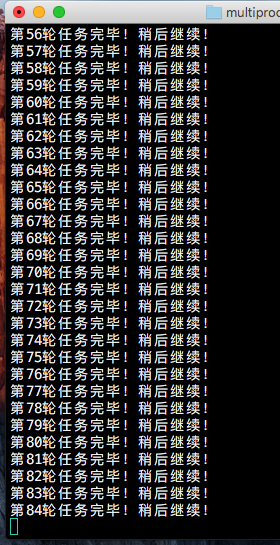 multiproc
第56轮任务完毕！稍后继续！
第57轮任务完毕！稍后继续！
第58轮任务完毕！稍后继续！
第59轮任务完毕！稍后继续！
第60轮任务完毕！稍后继续！
第61轮任务完毕！稍后继续！
第62轮任务完毕！稍后继续！
第63轮任务完毕！稍后继续！
第64轮任务完毕！稍后继续！
第65轮任务完毕！稍后继续！
第66轮任务完毕！稍后继续！
第67轮任务完毕！稍后继续！
第68轮任务完毕！稍后继续！
第69轮任务完毕！稍后继续！
第70轮任务完毕！稍后继续！
第71轮任务完毕！稍后继续！
第72轮任务完毕！稍后继续！
第73轮任务完毕！稍后继续！
第74轮任务完毕！稍后继续！
第75轮任务完毕！稍后继续！
第76轮任务完毕！稍后继续！
第77轮任务完毕！稍后继续！
第78轮任务完毕！稍后继续！
第79轮任务完毕！稍后继续！
第80轮任务完毕！稍后继续！
第81轮任务完毕！稍后继续！
第82轮任务完毕！稍后继续！
第83轮任务完毕！稍后继续！
第84轮任务完毕！稍后继续！